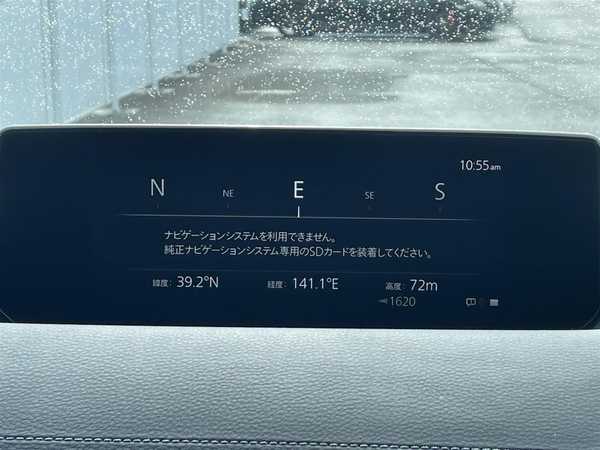 10:55am
N NE E SE S
ナビゲーションシステムを利用できません。
純正ナビゲーションシステム専用のSDカードを装着してください。
緯度: 39.2°N 経度: 141.1°E 高度: 72m
1620